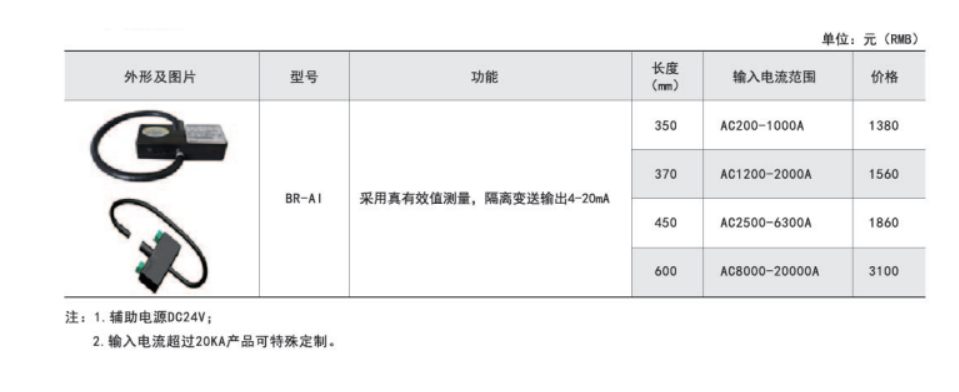 单位：元（RMB）
外形及图片 型号 功能 长度（mm） 输入电流范围 价格
BR-AI 采用真有效值测量，隔离变送输出4-20mA
350 AC200-1000A 1380
370 AC1200-2000A 1560
450 AC2500-6300A 1860
600 AC8000-20000A 3100
注：1.辅助电源DC24V；
2.输入电流超过20KA产品可特殊定制。